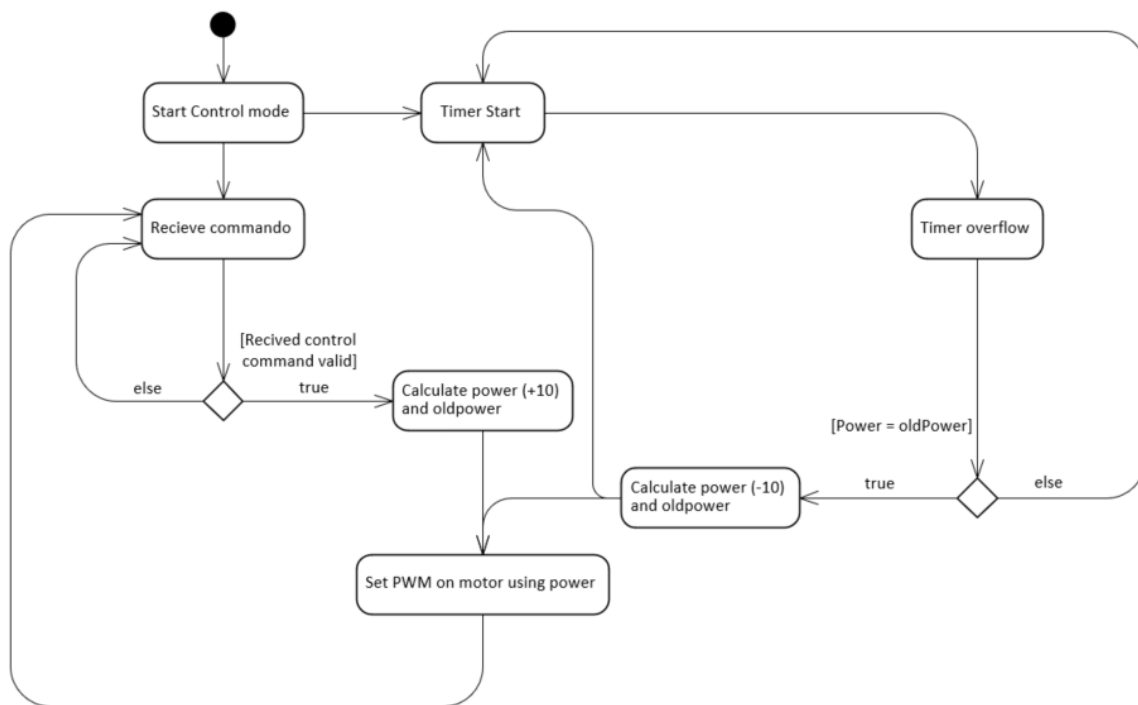 Start Control mode
Timer Start
Recieve commando
Timer overflow
[Recived control
command valid]
else
true
Calculate power (+10)
and oldpower
[Power = oldPower]
Calculate power (-10)
and oldpower
true
else
Set PWM on motor using power